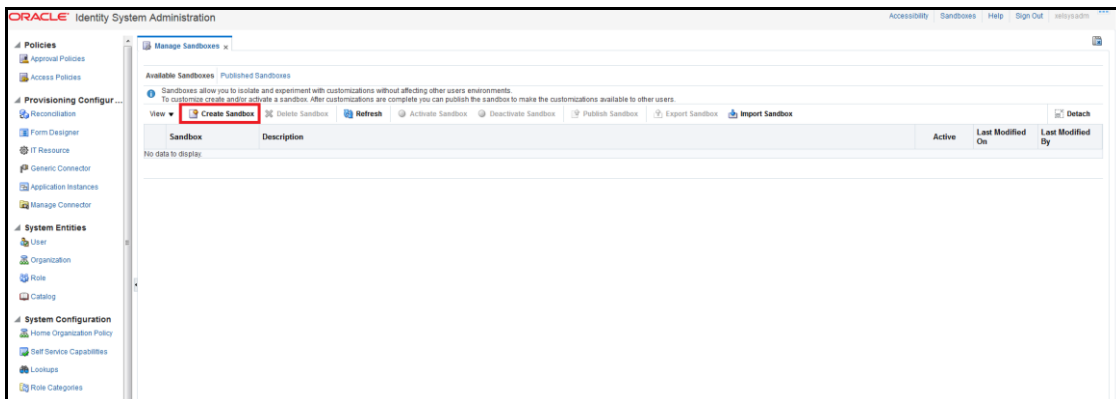 ORACLE Identity System Administration
Accessibility Sandboxes Help Sign Out xelsysadm
Policies
Approval Policies
Access Policies
Provisioning Configur...
Reconciliation
Form Designer
IT Resource
Generic Connector
Application Instances
Manage Connector
System Entities
User
Organization
Role
Catalog
System Configuration
Home Organization Policy
Self Service Capabilities
Lookups
Role Categories
Manage Sandboxes x
Available Sandboxes Published Sandboxes
Sandboxes allow you to isolate and experiment with customizations without affecting other users environments.
To customize create and/or activate a sandbox. After customizations are complete you can publish the sandbox to make the customizations available to other users.
View Create Sandbox Delete Sandbox Refresh Activate Sandbox Deactivate Sandbox Publish Sandbox Export Sandbox Import Sandbox Detach
Sandbox Description Active Last Modified On Last Modified By
No data to display.